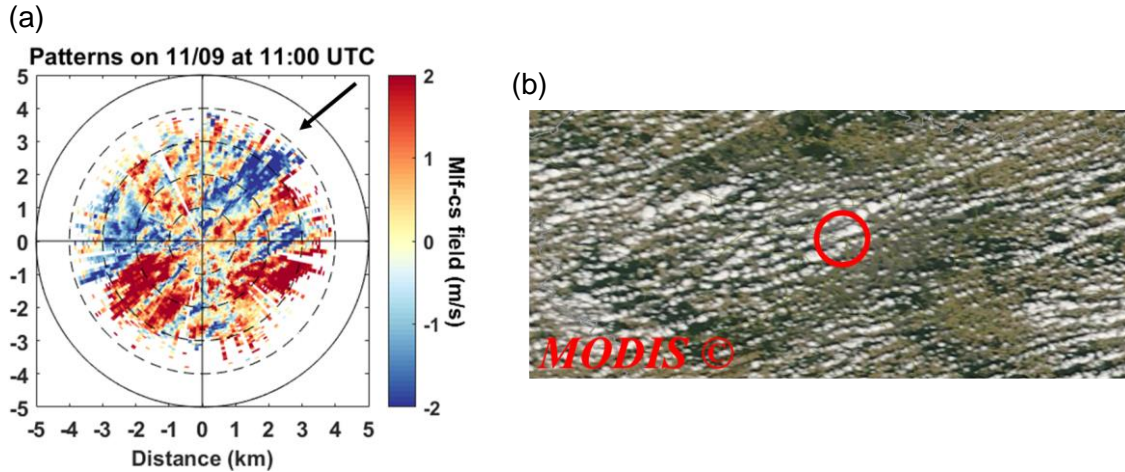 (a)
Patterns on 11/09 at 11:00 UTC
5
4
3
2
1
0
-1
-2
-3
-4
-5
-5 -4 -3 -2 -1 0 1 2 3 4 5
Distance (km)
2
1
0
-1
-2
Mlf-cs field (m/s)
(b)
MODIS ©